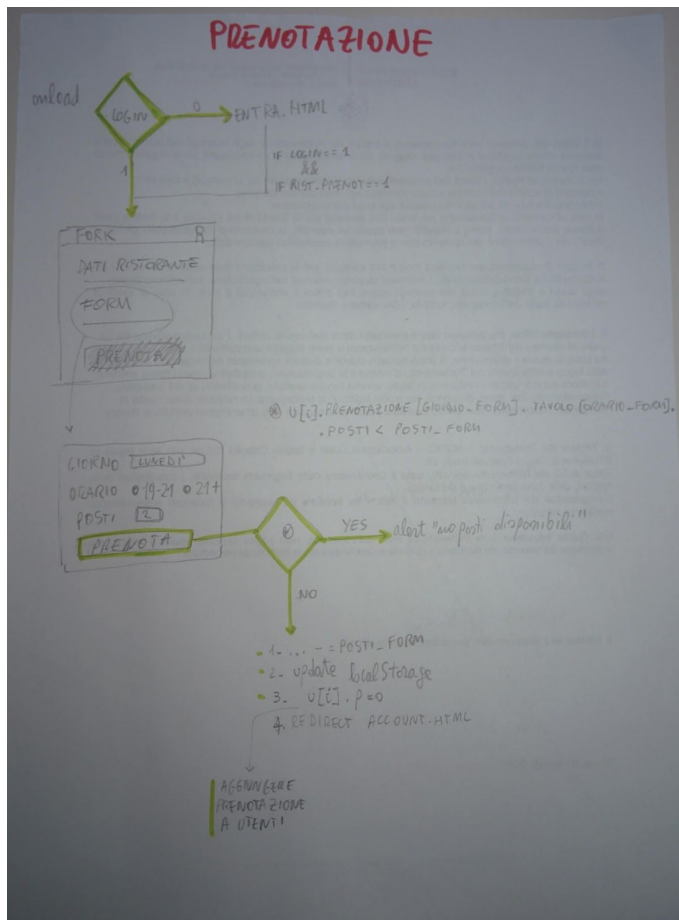 PRENOTAZIONE
onload
LOGIN
0
ENTRA.HTML
1
IF LOGIN==1
&&
IF RIST.PRENOT==1
FORK R
DATI RISTORANTE
FORM
PRENOTA
⊛ U[i].PRENOTAZIONE[GIORNO_FORM].TAVOLO[ORARIO_FORM].
.POSTI < POSTI_FORM
GIORNO LUNEDI'
ORARIO 19-21 21+
POSTI 2
PRENOTA
⊛
YES
alert "no posti disponibili"
NO
1- ... -= POSTI_FORM
2- update localStorage
3- U[i].P=0
4. REDIRECT ACCOUNT.HTML
AGGIUNGERE
PRENOTAZIONE
A UTENTI